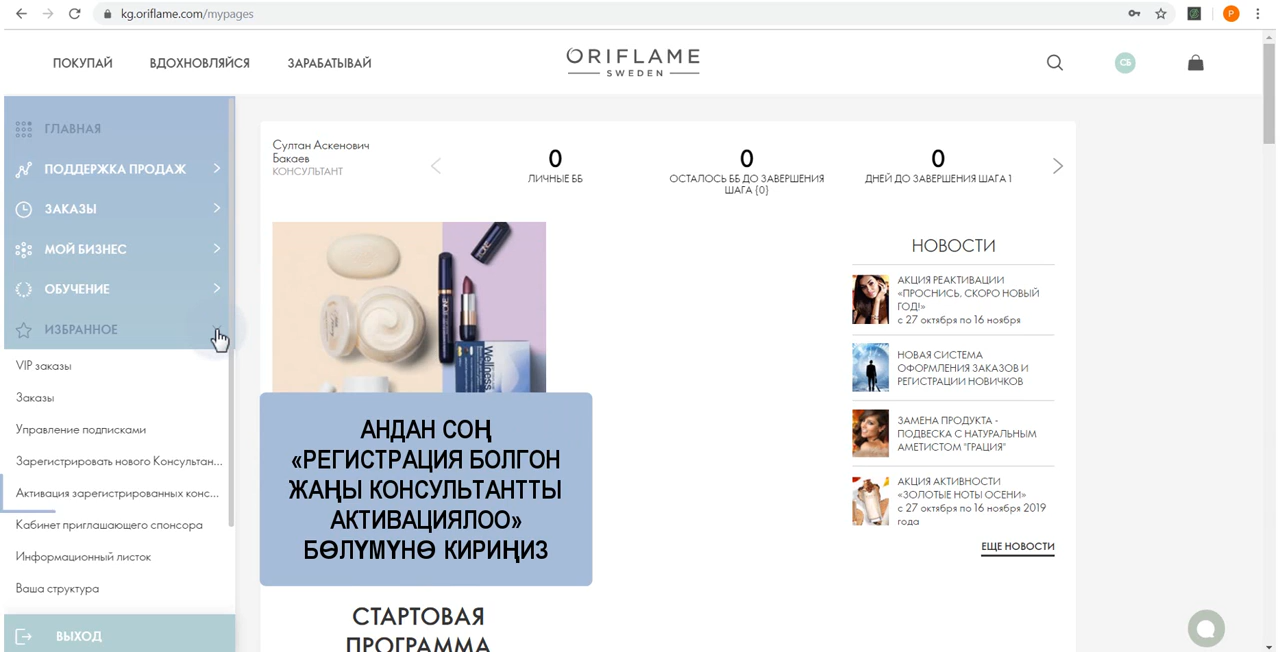 kg.oriflame.com/mypages
P
ПОКУПАЙ
ВДОХНОВЛЯЙСЯ
ЗАРАБАТЫВАЙ
ORIFLAME
SWEDEN
СБ
ГЛАВНАЯ
ПОДДЕРЖКА ПРОДАЖ
ЗАКАЗЫ
МОЙ БИЗНЕС
ОБУЧЕНИЕ
ИЗБРАННОЕ
VIP заказы
Заказы
Управление подписками
Зарегистрировать нового Консультан...
Активация зарегистрированных конс...
Кабинет приглашающего спонсора
Информационный листок
Ваша структура
ВЫХОД
Султан Аскенович
Бакаев
КОНСУЛЬТАНТ
0
ЛИЧНЫЕ ББ
0
ОСТАЛОСЬ ББ ДО ЗАВЕРШЕНИЯ
ШАГА (0)
0
ДНЕЙ ДО ЗАВЕРШЕНИЯ ШАГА 1
Wellness
АНДАН СОҢ
«РЕГИСТРАЦИЯ БОЛГОН
ЖАҢЫ КОНСУЛЬТАНТТЫ
АКТИВАЦИЯЛОО»
БӨЛҮМҮНӨ КИРИҢИЗ
СТАРТОВАЯ
ПРОГРАММА
НОВОСТИ
АКЦИЯ РЕАКТИВАЦИИ
«ПРОСНИСЬ, СКОРО НОВЫЙ
ГОД!»
с 27 октября по 16 ноября
НОВАЯ СИСТЕМА
ОФОРМЛЕНИЯ ЗАКАЗОВ И
РЕГИСТРАЦИИ НОВИЧКОВ
ЗАМЕНА ПРОДУКТА -
ПОДВЕСКА С НАТУРАЛЬНЫМ
АМЕТИСТОМ "ГРАЦИЯ"
АКЦИЯ АКТИВНОСТИ
«ЗОЛОТЫЕ НОТЫ ОСЕНИ»
с 27 октября по 16 ноября 2019
года
ЕЩЕ НОВОСТИ